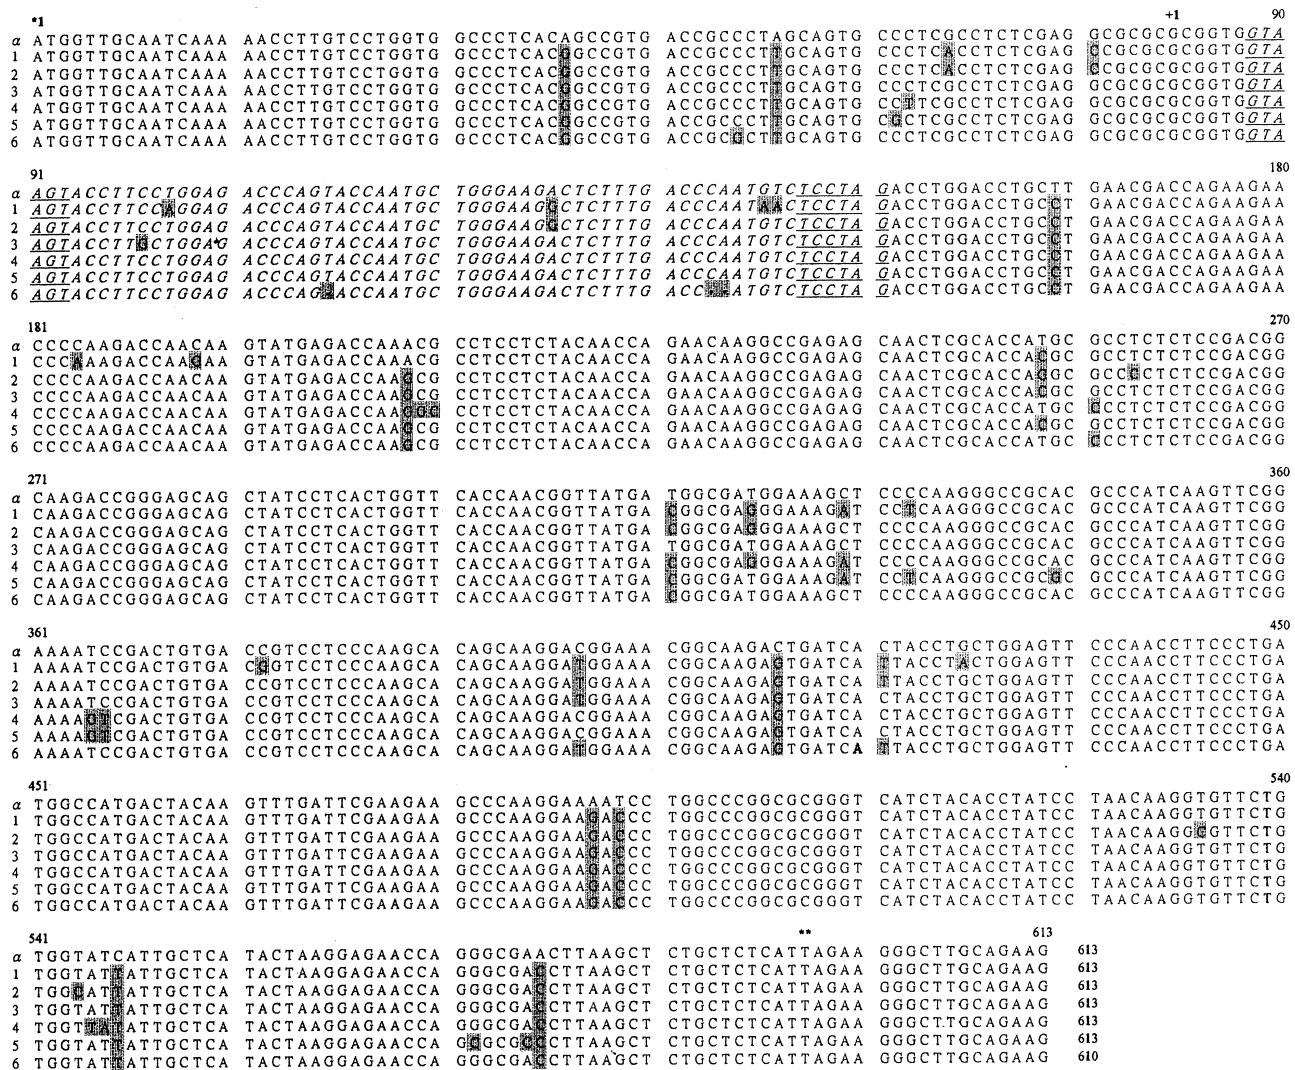 *1 +1 90
α ATGGTTGCAATCAAA AACCTTGTCCTGGTG GCCCTCACAGCCGTG ACCGCCCTAGCAGTG CCCTCGCCTCTCGAG GCGCGCGCGGTGGTA
1 ATGGTTGCAATCAAA AACCTTGTCCTGGTG GCCCTCACGGCCGTG ACCGCCCTTGCAGTG CCCTCACCTCTCGAG CCGCGCGCGGTGGTA
2 ATGGTTGCAATCAAA AACCTTGTCCTGGTG GCCCTCACGGCCGTG ACCGCCCTTGCAGTG CCCTCACCTCTCGAG CCGCGCGCGGTGGTA
3 ATGGTTGCAATCAAA AACCTTGTCCTGGTG GCCCTCACGGCCGTG ACCGCCCTTGCAGTG CCCTCGCCTCTCGAG GCGCGCGCGGTGGTA
4 ATGGTTGCAATCAAA AACCTTGTCCTGGTG GCCCTCACGGCCGTG ACCGCCCTTGCAGTG CCTTCGCCTCTCGAG GCGCGCGCGGTGGTA
5 ATGGTTGCAATCAAA AACCTTGTCCTGGTG GCCCTCACGGCCGTG ACCGCCCTTGCAGTG CGCTCGCCTCTCGAG GCGCGCGCGGTGGTA
6 ATGGTTGCAATCAAA AACCTTGTCCTGGTG GCCCTCACGGCCGTG ACCGCGCTTGCAGTG CCCTCGCCTCTCGAG GCGCGCGCGGTGGTA
91 180
α AGTACCTTCCTGGAG ACCCAGTACCAATGC TGGGAAGACTCTTTG ACCCAATGTCTCCTA GACCTGGACCTGCTT GAACGACCAGAAGAA
1 AGTACCTTCCAGGAG ACCCAGTACCAATGC TGGGAAGGCTCTTTG ACCCAATAACTCCTA GACCTGGACCTGCCT GAACGACCAGAAGAA
2 AGTACCTTCCTGGAG ACCCAGTACCAATGC TGGGAAGGCTCTTTG ACCCAATGTCTCCTA GACCTGGACCTGCCT GAACGACCAGAAGAA
3 AGTACCTTGCTGGAG ACCCAGTACCAATGC TGGGAAGACTCTTTG ACCCAATGTCTCCTA GACCTGGACCTGCCT GAACGACCAGAAGAA
4 AGTACCTTCCTGGAG ACCCAGTACCAATGC TGGGAAGACTCTTTG ACCCAATGTCTCCTA GACCTGGACCTGCCT GAACGACCAGAAGAA
5 AGTACCTTCCTGGAG ACCCAGTACCAATGC TGGGAAGACTCTTTG ACCCAATGTCTCCTA GACCTGGACCTGCCT GAACGACCAGAAGAA
6 AGTACCTTCCTGGAG ACCCAG-ACCAATGC TGGGAAGACTCTTTG ACC--ATGTCTCCTA GACCTGGACCTGCCT GAACGACCAGAAGAA
181 270
α CCCCAAGACCAACAA GTATGAGACCAAACG CCTCCTCTACAACCA GAACAAGGCCGAGAG CAACTCGCACCATGC GCCTCTCTCCGACGG
1 CCCAAAGACCAAGAA GTATGAGACCAAACG CCTCCTCTACAACCA GAACAAGGCCGAGAG CAACTCGCACCACGC GCCTCTCTCCGACGG
2 CCCCAAGACCAACAA GTATGAGACCAAGCG CCTCCTCTACAACCA GAACAAGGCCGAGAG CAACTCGCACCAGGC GCCCCTCTCCGACGG
3 CCCCAAGACCAACAA GTATGAGACCAAGCG CCTCCTCTACAACCA GAACAAGGCCGAGAG CAACTCGCACCACGC GCCTCTCTCCGACGG
4 CCCCAAGACCAACAA GTATGAGACCAAGGC CCTCCTCTACAACCA GAACAAGGCCGAGAG CAACTCGCACCATGC CCCTCTCTCCGACGG
5 CCCCAAGACCAACAA GTATGAGACCAAGCG CCTCCTCTACAACCA GAACAAGGCCGAGAG CAACTCGCACCACGC GCCTCTCTCCGACGG
6 CCCCAAGACCAACAA GTATGAGACCAAGCG CCTCCTCTACAACCA GAACAAGGCCGAGAG CAACTCGCACCATGC CCCTCTCTCCGACGG
271 360
α CAAGACCGGGAGCAG CTATCCTCACTGGTT CACCAACGGTTATGA TGGCGATGGAAAGCT CCCCAAGGGCCGCAC GCCCATCAAGTTCGG
1 CAAGACCGGGAGCAG CTATCCTCACTGGTT CACCAACGGTTATGA CGGCGAGGGAAAGAT CCTCAAGGGCCGCAC GCCCATCAAGTTCGG
2 CAAGACCGGGAGCAG CTATCCTCACTGGTT CACCAACGGTTATGA CGGCGAGGGAAAGCT CCCCAAGGGCCGCAC GCCCATCAAGTTCGG
3 CAAGACCGGGAGCAG CTATCCTCACTGGTT CACCAACGGTTATGA TGGCGATGGAAAGCT CCCCAAGGGCCGCAC GCCCATCAAGTTCGG
4 CAAGACCGGGAGCAG CTATCCTCACTGGTT CACCAACGGTTATGA CGGCGAGGGAAAGAT CCCCAAGGGCCGCAC GCCCATCAAGTTCGG
5 CAAGACCGGGAGCAG CTATCCTCACTGGTT CACCAACGGTTATGA CGGCGATGGAAAGAT CCTCAAGGGCCGCGC GCCCATCAAGTTCGG
6 CAAGACCGGGAGCAG CTATCCTCACTGGTT CACCAACGGTTATGA CGGCGATGGAAAGCT CCCCAAGGGCCGCAC GCCCATCAAGTTCGG
361 450
α AAAATCCGACTGTGA CCGTCCTCCCAAGCA CAGCAAGGACGGAAA CGGCAAGACTGATCA CTACCTGCTGGAGTT CCCAACCTTCCCTGA
1 AAAATCCGACTGTGA CGGTCCTCCCAAGCA CAGCAAGGATGGAAA CGGCAAGAGTGATCA TTACCTACTGGAGTT CCCAACCTTCCCTGA
2 AAAATCCGACTGTGA CCGTCCTCCCAAGCA CAGCAAGGATGGAAA CGGCAAGAGTGATCA TTACCTGCTGGAGTT CCCAACCTTCCCTGA
3 AAAATCCGACTGTGA CCGTCCTCCCAAGCA CAGCAAGGATGGAAA CGGCAAGAGTGATCA CTACCTGCTGGAGTT CCCAACCTTCCCTGA
4 AAAAGTCGACTGTGA CCGTCCTCCCAAGCA CAGCAAGGACGGAAA CGGCAAGAGTGATCA CTACCTGCTGGAGTT CCCAACCTTCCCTGA
5 AAAAGTCGACTGTGA CCGTCCTCCCAAGCA CAGCAAGGACGGAAA CGGCAAGAGTGATCA CTACCTGCTGGAGTT CCCAACCTTCCCTGA
6 AAAATCCGACTGTGA CCGTCCTCCCAAGCA CAGCAAGGATGGAAA CGGCAAGAGTGATCA TTACCTGCTGGAGTT CCCAACCTTCCCTGA
451 540
α TGGCCATGACTACAA GTTTGATTCGAAGAA GCCCAAGGAAAATCC TGGCCCGGCGCGGGT CATCTACACCTATCC TAACAAGGTGTTCTG
1 TGGCCATGACTACAA GTTTGATTCGAAGAA GCCCAAGGAAGACCC TGGCCCGGCGCGGGT CATCTACACCTATCC TAACAAGGTGTTCTG
2 TGGCCATGACTACAA GTTTGATTCGAAGAA GCCCAAGGAAGACCC TGGCCCGGCGCGGGT CATCTACACCTATCC TAACAAGGCGTTCTG
3 TGGCCATGACTACAA GTTTGATTCGAAGAA GCCCAAGGAAGACCC TGGCCCGGCGCGGGT CATCTACACCTATCC TAACAAGGTGTTCTG
4 TGGCCATGACTACAA GTTTGATTCGAAGAA GCCCAAGGAAGACCC TGGCCCGGCGCGGGT CATCTACACCTATCC TAACAAGGTGTTCTG
5 TGGCCATGACTACAA GTTTGATTCGAAGAA GCCCAAGGAAGACCC TGGCCCGGCGCGGGT CATCTACACCTATCC TAACAAGGTGTTCTG
6 TGGCCATGACTACAA GTTTGATTCGAAGAA GCCCAAGGAAGACCC TGGCCCGGCGCGGGT CATCTACACCTATCC TAACAAGGTGTTCTG
541 ** 613
α TGGTATCATTGCTCA TACTAAGGAGAACCA GGGCGAACTTAAGCT CTGCTCTCATTAGAA GGGCTTGCAGAAG 613
1 TGGTATTATTGCTCA TACTAAGGAGAACCA GGGCGACCTTAAGCT CTGCTCTCATTAGAA GGGCTTGCAGAAG 613
2 TGGCATTATTGCTCA TACTAAGGAGAACCA GGGCGACCTTAAGCT CTGCTCTCATTAGAA GGGCTTGCAGAAG 613
3 TGGTATTATTGCTCA TACTAAGGAGAACCA GGGCGACCTTAAGCT CTGCTCTCATTAGAA GGGCTTGCAGAAG 613
4 TGGTTATATTGCTCA TACTAAGGAGAACCA GGGCGACCTTAAGCT CTGCTCTCATTAGAA GGGCTTGCAGAAG 613
5 TGGTATTATTGCTCA TACTAAGGAGAACCA GGGCGCCCTTAAGCT CTGCTCTCATTAGAA GGGCTTGCAGAAG 613
6 TGGTATTATTGCTCA TACTAAGGAGAACCA GGGCGACCTTAAGCT CTGCTCTCATTAGAA GGGCTTGCAGAAG 610